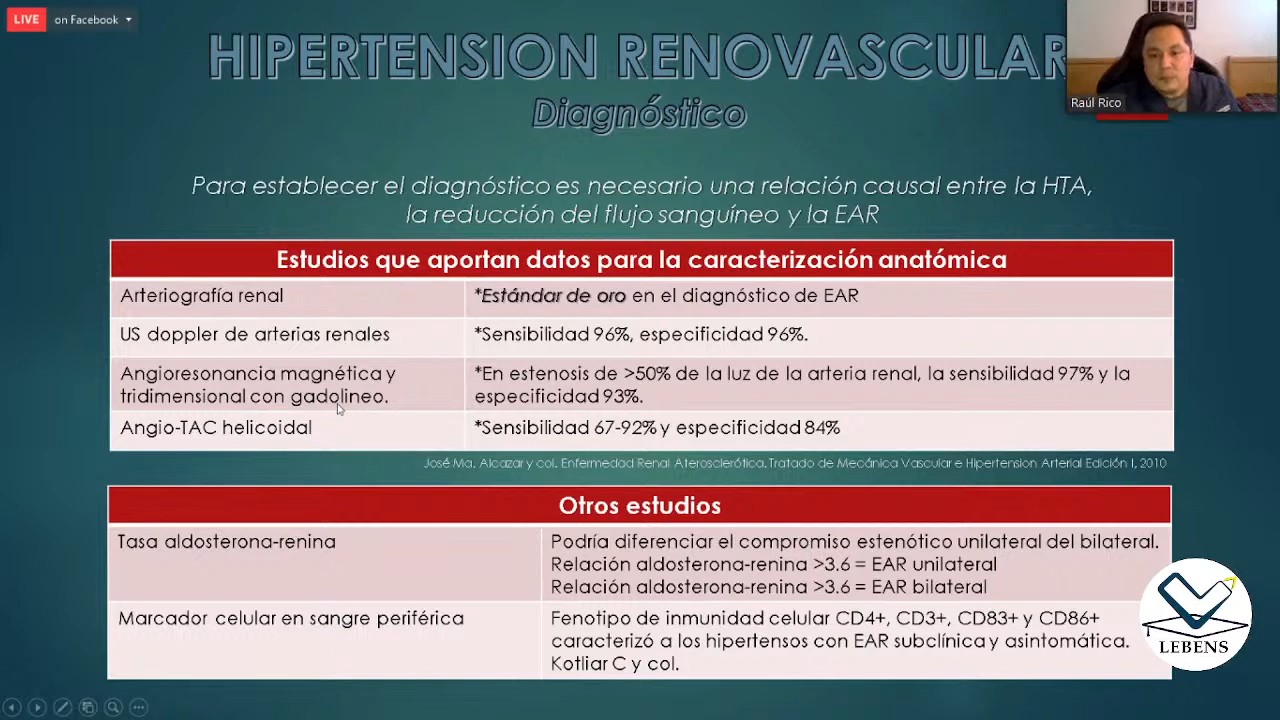 LIVE on Facebook
HIPERTENSION RENOVASCULAR
Diagnóstico
Raúl Rico
Para establecer el diagnóstico es necesario una relación causal entre la HTA,
la reducción del flujo sanguíneo y la EAR
Estudios que aportan datos para la caracterización anatómica
Arteriografía renal
*Estándar de oro en el diagnóstico de EAR
US doppler de arterias renales
*Sensibilidad 96%, especificidad 96%.
Angioresonancia magnética y
tridimensional con gadolineo.
*En estenosis de >50% de la luz de la arteria renal, la sensibilidad 97% y la
especificidad 93%.
Angio-TAC helicoidal
*Sensibilidad 67-92% y especificidad 84%
José Ma. Alcazar y col. Enfermedad Renal Aterosclerótica. Tratado de Mecánica Vascular e Hipertension Arterial Edición I, 2010
Otros estudios
Tasa aldosterona-renina
Podría diferenciar el compromiso estenótico unilateral del bilateral.
Relación aldosterona-renina >3.6 = EAR unilateral
Relación aldosterona-renina >3.6 = EAR bilateral
Marcador celular en sangre periférica
Fenotipo de inmunidad celular CD4+, CD3+, CD83+ y CD86+
caracterizó a los hipertensos con EAR subclínica y asintomática.
Kotliar C y col.
LEBENS